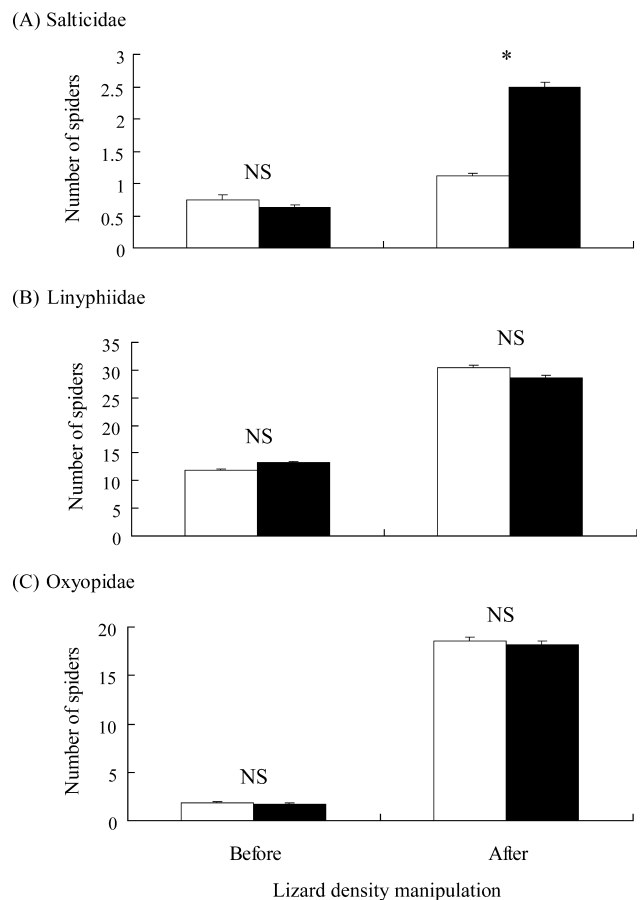 (A) Salticidae
Number of spiders
3
2.5
2
1.5
1
0.5
0
NS
*
(B) Linyphiidae
Number of spiders
35
30
25
20
15
10
5
0
NS
NS
(C) Oxyopidae
Number of spiders
20
15
10
5
0
NS
NS
Before After
Lizard density manipulation